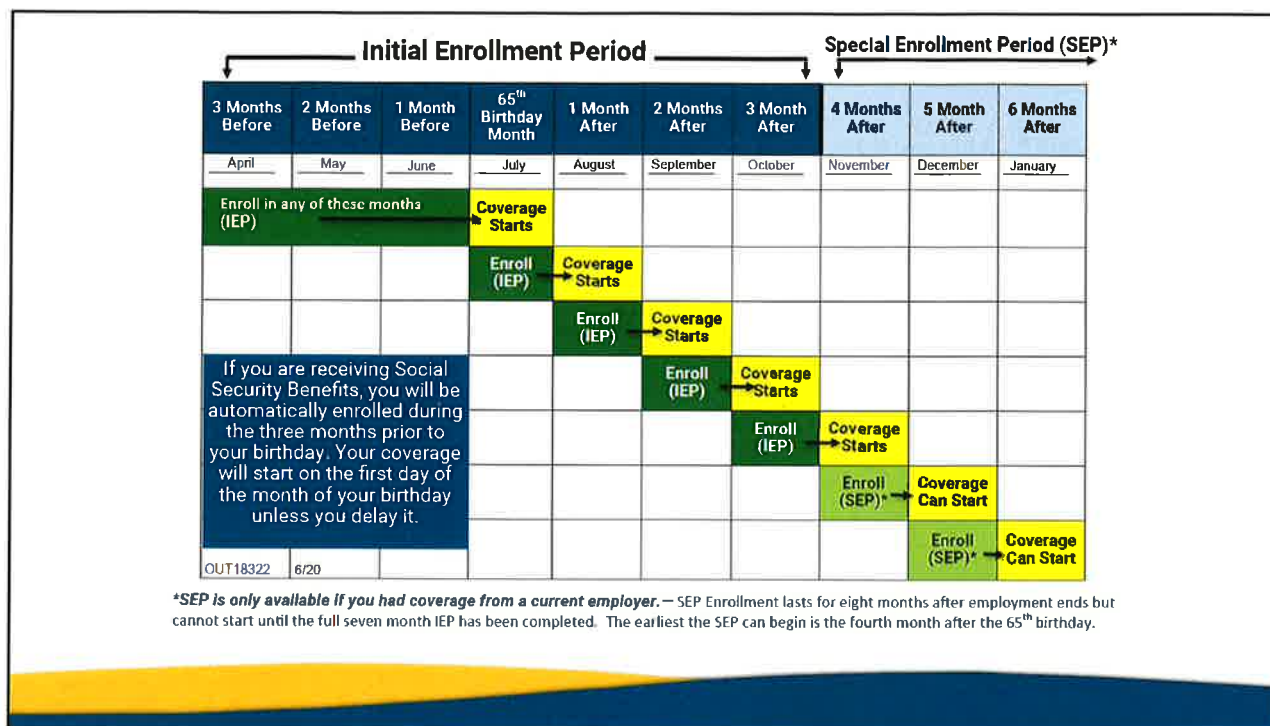 Initial Enrollment Period
Special Enrollment Period (SEP)*
3 Months Before
2 Months Before
1 Month Before
65th Birthday Month
1 Month After
2 Months After
3 Month After
4 Months After
5 Month After
6 Months After
April
May
June
July
August
September
October
November
December
January
Enroll in any of these months
(IEP)
Coverage
Starts
Enroll
(IEP)
Coverage
Starts
Enroll
(IEP)
Coverage
Starts
If you are receiving Social
Security Benefits, you will be
automatically enrolled during
the three months prior to
your birthday. Your coverage
will start on the first day of
the month of your birthday
unless you delay it.
Enroll
(IEP)
Coverage
Starts
Enroll
(IEP)
Coverage
Starts
Enroll
(SEP)*
Coverage
Can Start
Enroll
(SEP)*
Coverage
Can Start
OUT18322
6/20
*SEP is only available if you had coverage from a current employer. — SEP Enrollment lasts for eight months after employment ends but
cannot start until the full seven month IEP has been completed. The earliest the SEP can begin is the fourth month after the 65th birthday.